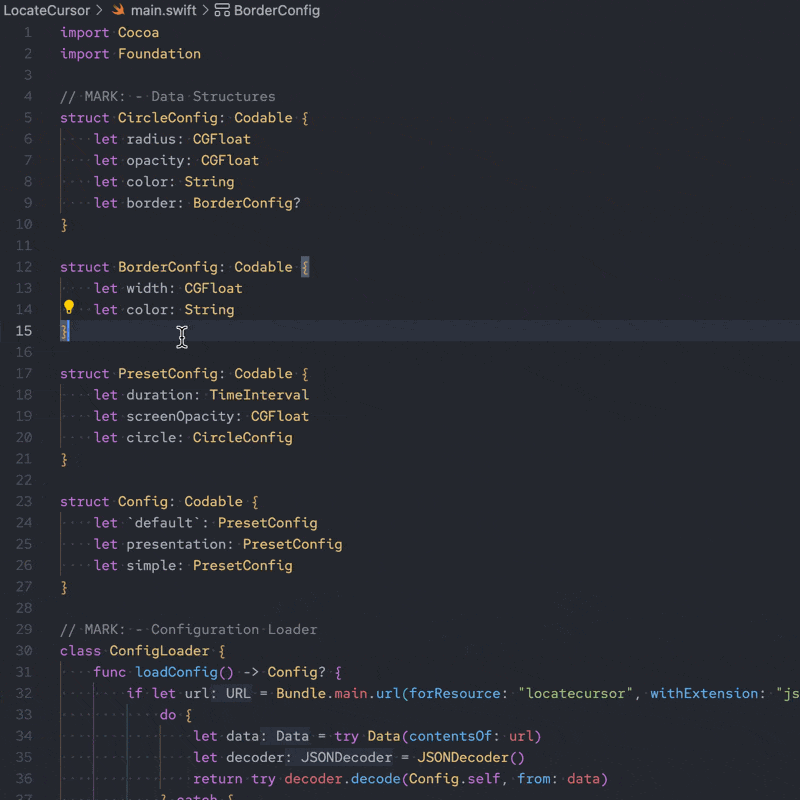 LocateCursor > main.swift > BorderConfig
1 import Cocoa
2 import Foundation
3
4 // MARK: - Data Structures
5 struct CircleConfig: Codable {
6     let radius: CGFloat
7     let opacity: CGFloat
8     let color: String
9     let border: BorderConfig?
10 }
11
12 struct BorderConfig: Codable {
13     let width: CGFloat
14     let color: String
15 }
16
17 struct PresetConfig: Codable {
18     let duration: TimeInterval
19     let screenOpacity: CGFloat
20     let circle: CircleConfig
21 }
22
23 struct Config: Codable {
24     let `default`: PresetConfig
25     let presentation: PresetConfig
26     let simple: PresetConfig
27 }
28
29 // MARK: - Configuration Loader
30 class ConfigLoader {
31     func loadConfig() -> Config? {
32         if let url: URL = Bundle.main.url(forResource: "locatecursor", withExtension: "js
33             do {
34                 let data: Data = try Data(contentsOf: url)
35                 let decoder: JSONDecoder = JSONDecoder()
36                 return try decoder.decode(Config.self, from: data)
37             } catch {